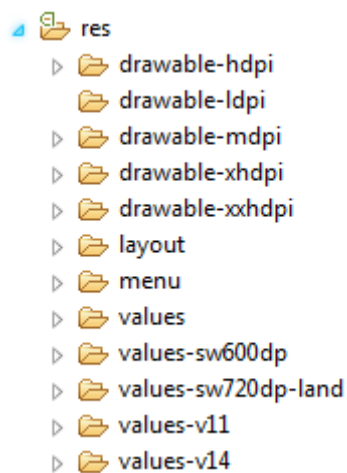 res
drawable-hdpi
drawable-ldpi
drawable-mdpi
drawable-xhdpi
drawable-xxhdpi
layout
menu
values
values-sw600dp
values-sw720dp-land
values-v11
values-v14